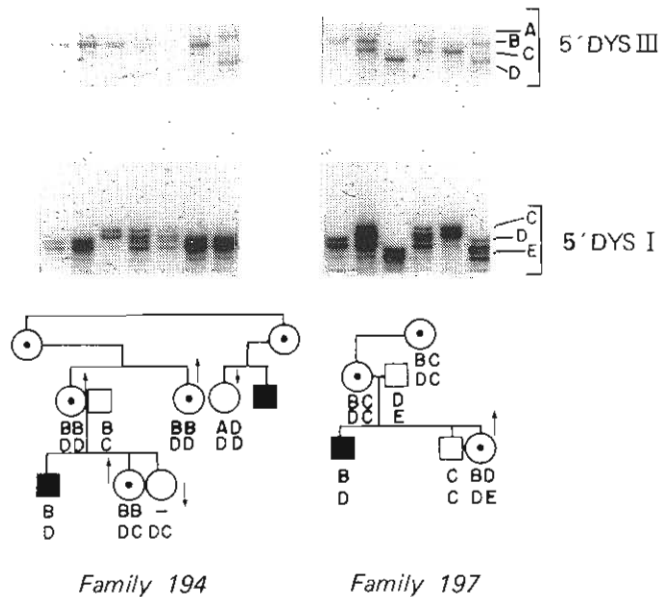 A
B
C
D
5´DYS III
C
D
E
5´DYS I
BC
DC
BB B BB AD BC D
DD C DD DD DC E
B BB – B C BD
D DC DC D C DE
Family 194 Family 197